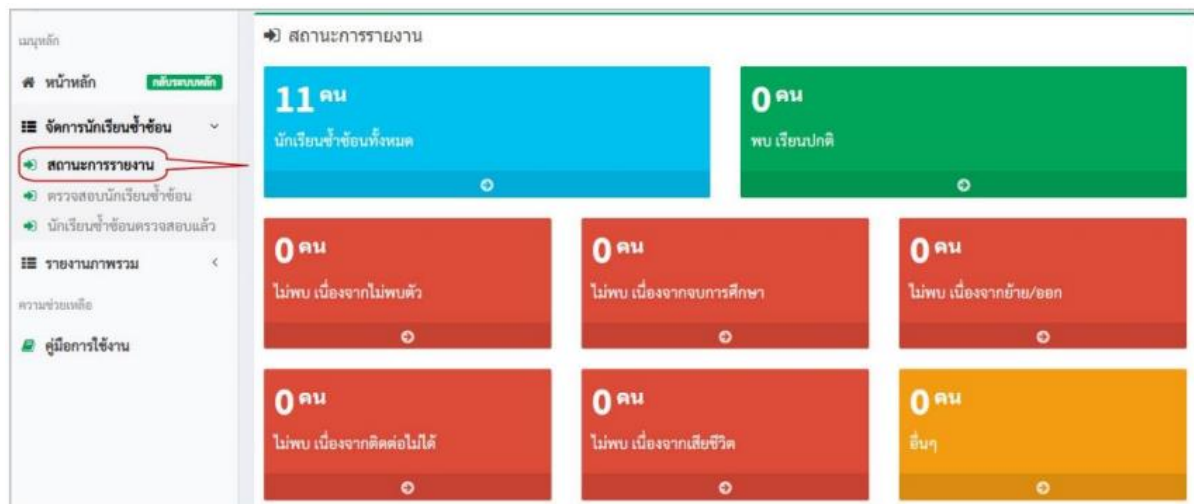 เมนูหลัก
หน้าหลัก กลับระบบหลัก
จัดการนักเรียนซ้ำซ้อน
สถานะการรายงาน
ตรวจสอบนักเรียนซ้ำซ้อน
นักเรียนซ้ำซ้อนตรวจสอบแล้ว
รายงานภาพรวม
ความช่วยเหลือ
คู่มือการใช้งาน
สถานะการรายงาน
11 คน
นักเรียนซ้ำซ้อนทั้งหมด
0 คน
พบ เรียนปกติ
0 คน
ไม่พบ เนื่องจากไม่พบตัว
0 คน
ไม่พบ เนื่องจากจบการศึกษา
0 คน
ไม่พบ เนื่องจากย้าย/ออก
0 คน
ไม่พบ เนื่องจากติดต่อไม่ได้
0 คน
ไม่พบ เนื่องจากเสียชีวิต
0 คน
อื่นๆ